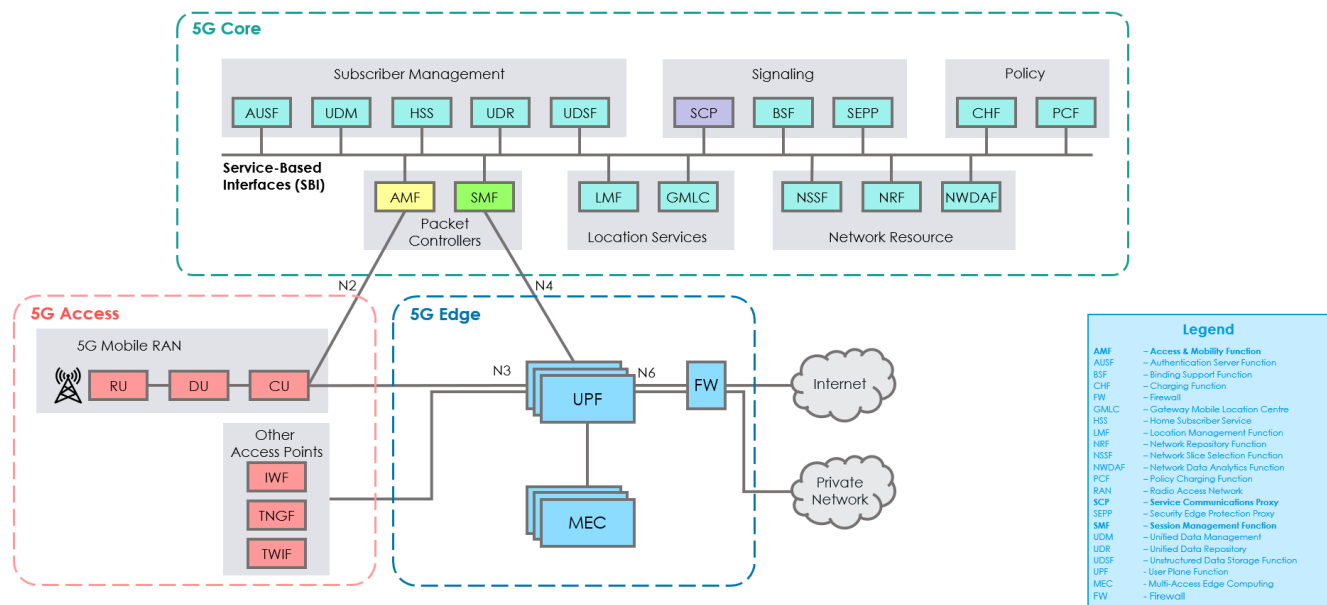 5G Core
Subscriber Management
Signaling
Policy
AUSF
UDM
HSS
UDR
UDSF
SCP
BSF
SEPP
CHF
PCF
Service-Based
Interfaces (SBI)
AMF
SMF
Packet
Controllers
LMF
GMLC
Location Services
NSSF
NRF
NWDAF
Network Resource
N2
N4
5G Access
5G Mobile RAN
RU
DU
CU
Other
Access Points
IWF
TNGF
TWIF
5G Edge
N3
UPF
N6
FW
MEC
Internet
Private
Network
Legend
AMF – Access & Mobility Function
AUSF – Authentication Server Function
BSF – Binding Support Function
CHF – Charging Function
FW – Firewall
GMLC – Gateway Mobile Location Centre
HSS – Home Subscriber Service
LMF – Location Management Function
NRF – Network Repository Function
NSSF – Network Slice Selection Function
NWDAF – Network Data Analytics Function
PCF – Policy Charging Function
RAN – Radio Access Network
SCP – Service Communications Proxy
SEPP – Security Edge Protection Proxy
SMF – Session Management Function
UDM – Unified Data Management
UDR – Unified Data Repository
UDSF – Unstructured Data Storage Function
UPF - User Plane Function
MEC - Multi-Access Edge Computing
FW - Firewall